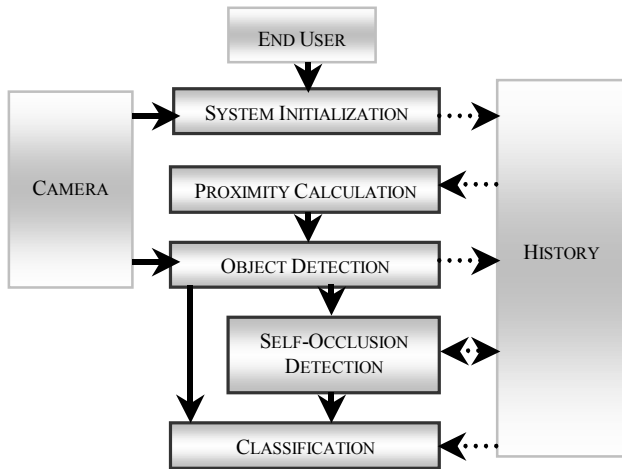 END USER
SYSTEM INITIALIZATION
CAMERA
PROXIMITY CALCULATION
OBJECT DETECTION
HISTORY
SELF-OCCLUSION
DETECTION
CLASSIFICATION